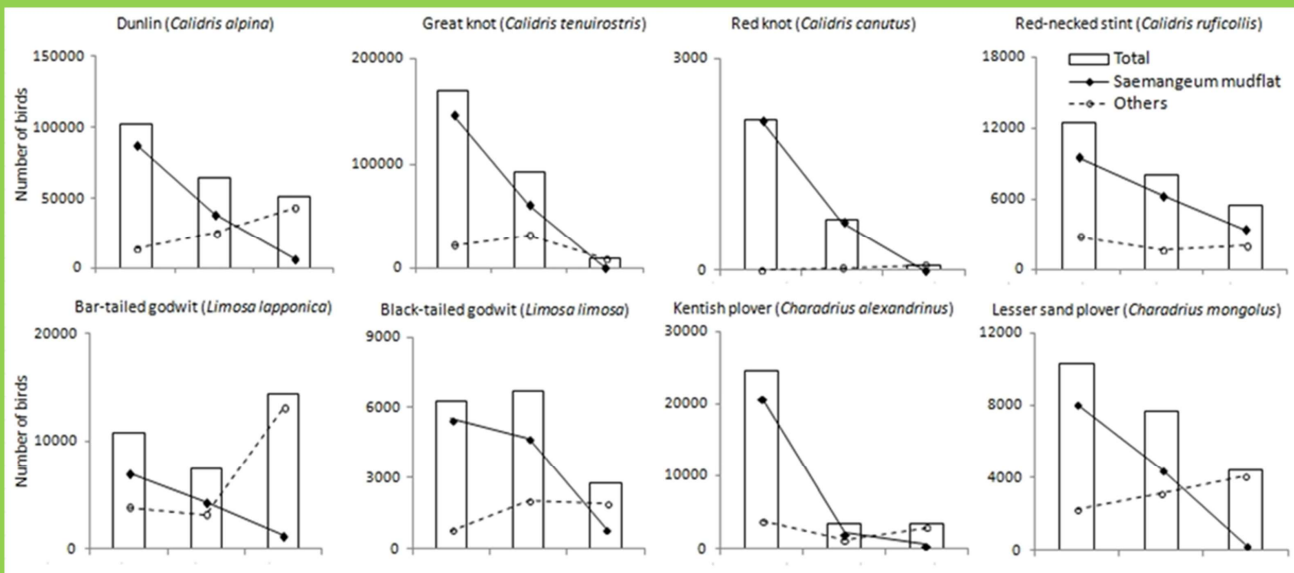 Dunlin (Calidris alpina)
150000
100000
50000
0
Number of birds
Great knot (Calidris tenuirostris)
200000
100000
0
Red knot (Calidris canutus)
3000
0
Red-necked stint (Calidris ruficollis)
18000
12000
6000
0
Total
Saemangeum mudflat
Others
Bar-tailed godwit (Limosa lapponica)
20000
10000
0
Number of birds
Black-tailed godwit (Limosa limosa)
9000
6000
3000
0
Kentish plover (Charadrius alexandrinus)
30000
20000
10000
0
Lesser sand plover (Charadrius mongolus)
12000
8000
4000
0